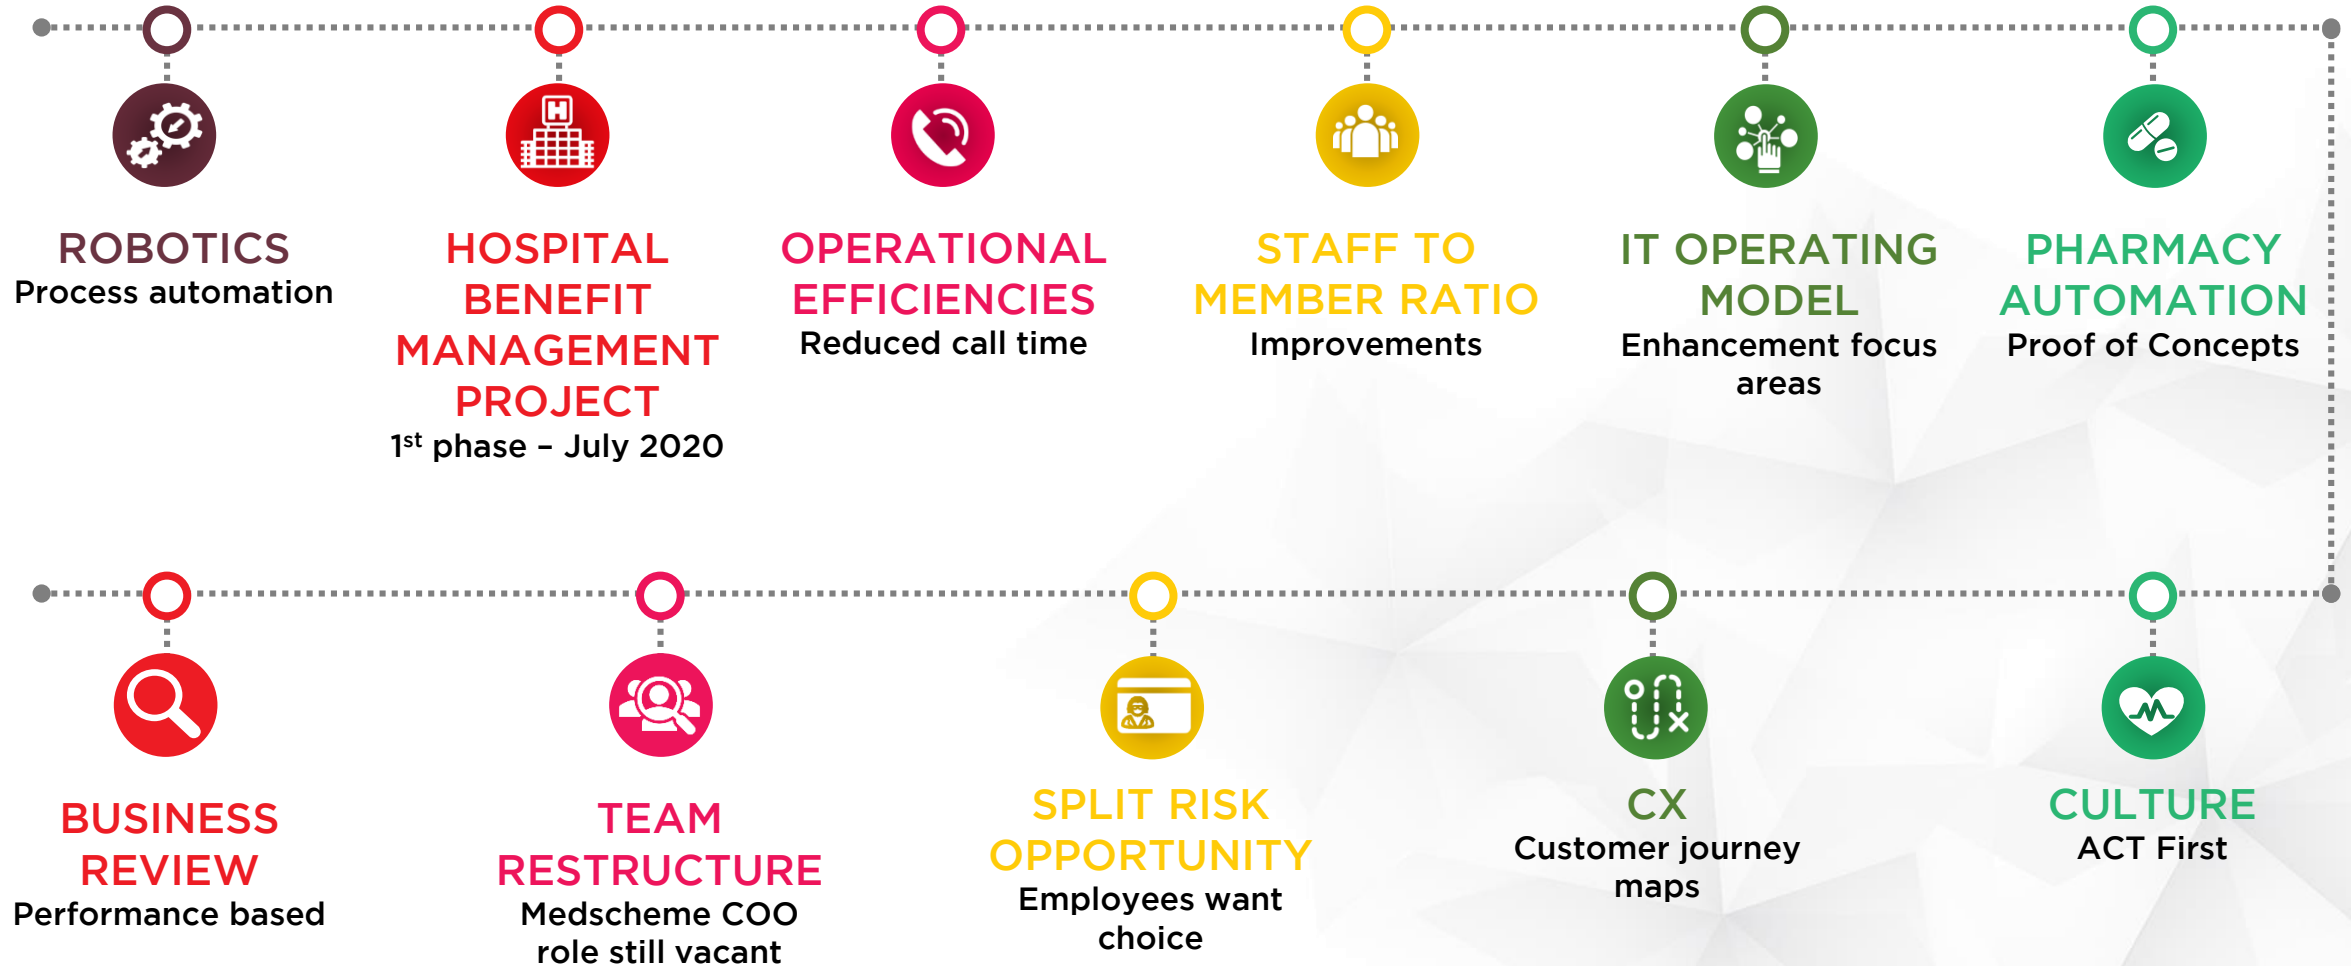 ROBOTICS
Process automation
HOSPITAL
BENEFIT
MANAGEMENT
PROJECT
1st phase – July 2020
OPERATIONAL
EFFICIENCIES
Reduced call time
STAFF TO
MEMBER RATIO
Improvements
IT OPERATING
MODEL
Enhancement focus
areas
PHARMACY
AUTOMATION
Proof of Concepts
BUSINESS
REVIEW
Performance based
TEAM
RESTRUCTURE
Medscheme COO
role still vacant
SPLIT RISK
OPPORTUNITY
Employees want
choice
CX
Customer journey
maps
CULTURE
ACT First
H